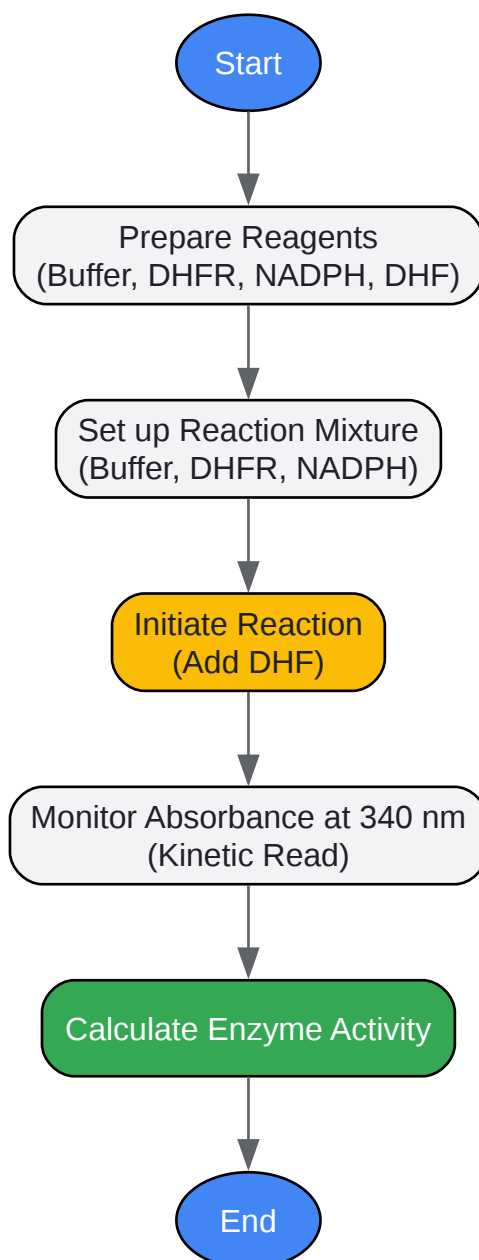 Start
Prepare Reagents
(Buffer, DHFR, NADPH, DHF)
Set up Reaction Mixture
(Buffer, DHFR, NADPH)
Initiate Reaction
(Add DHF)
Monitor Absorbance at 340 nm
(Kinetic Read)
Calculate Enzyme Activity
End